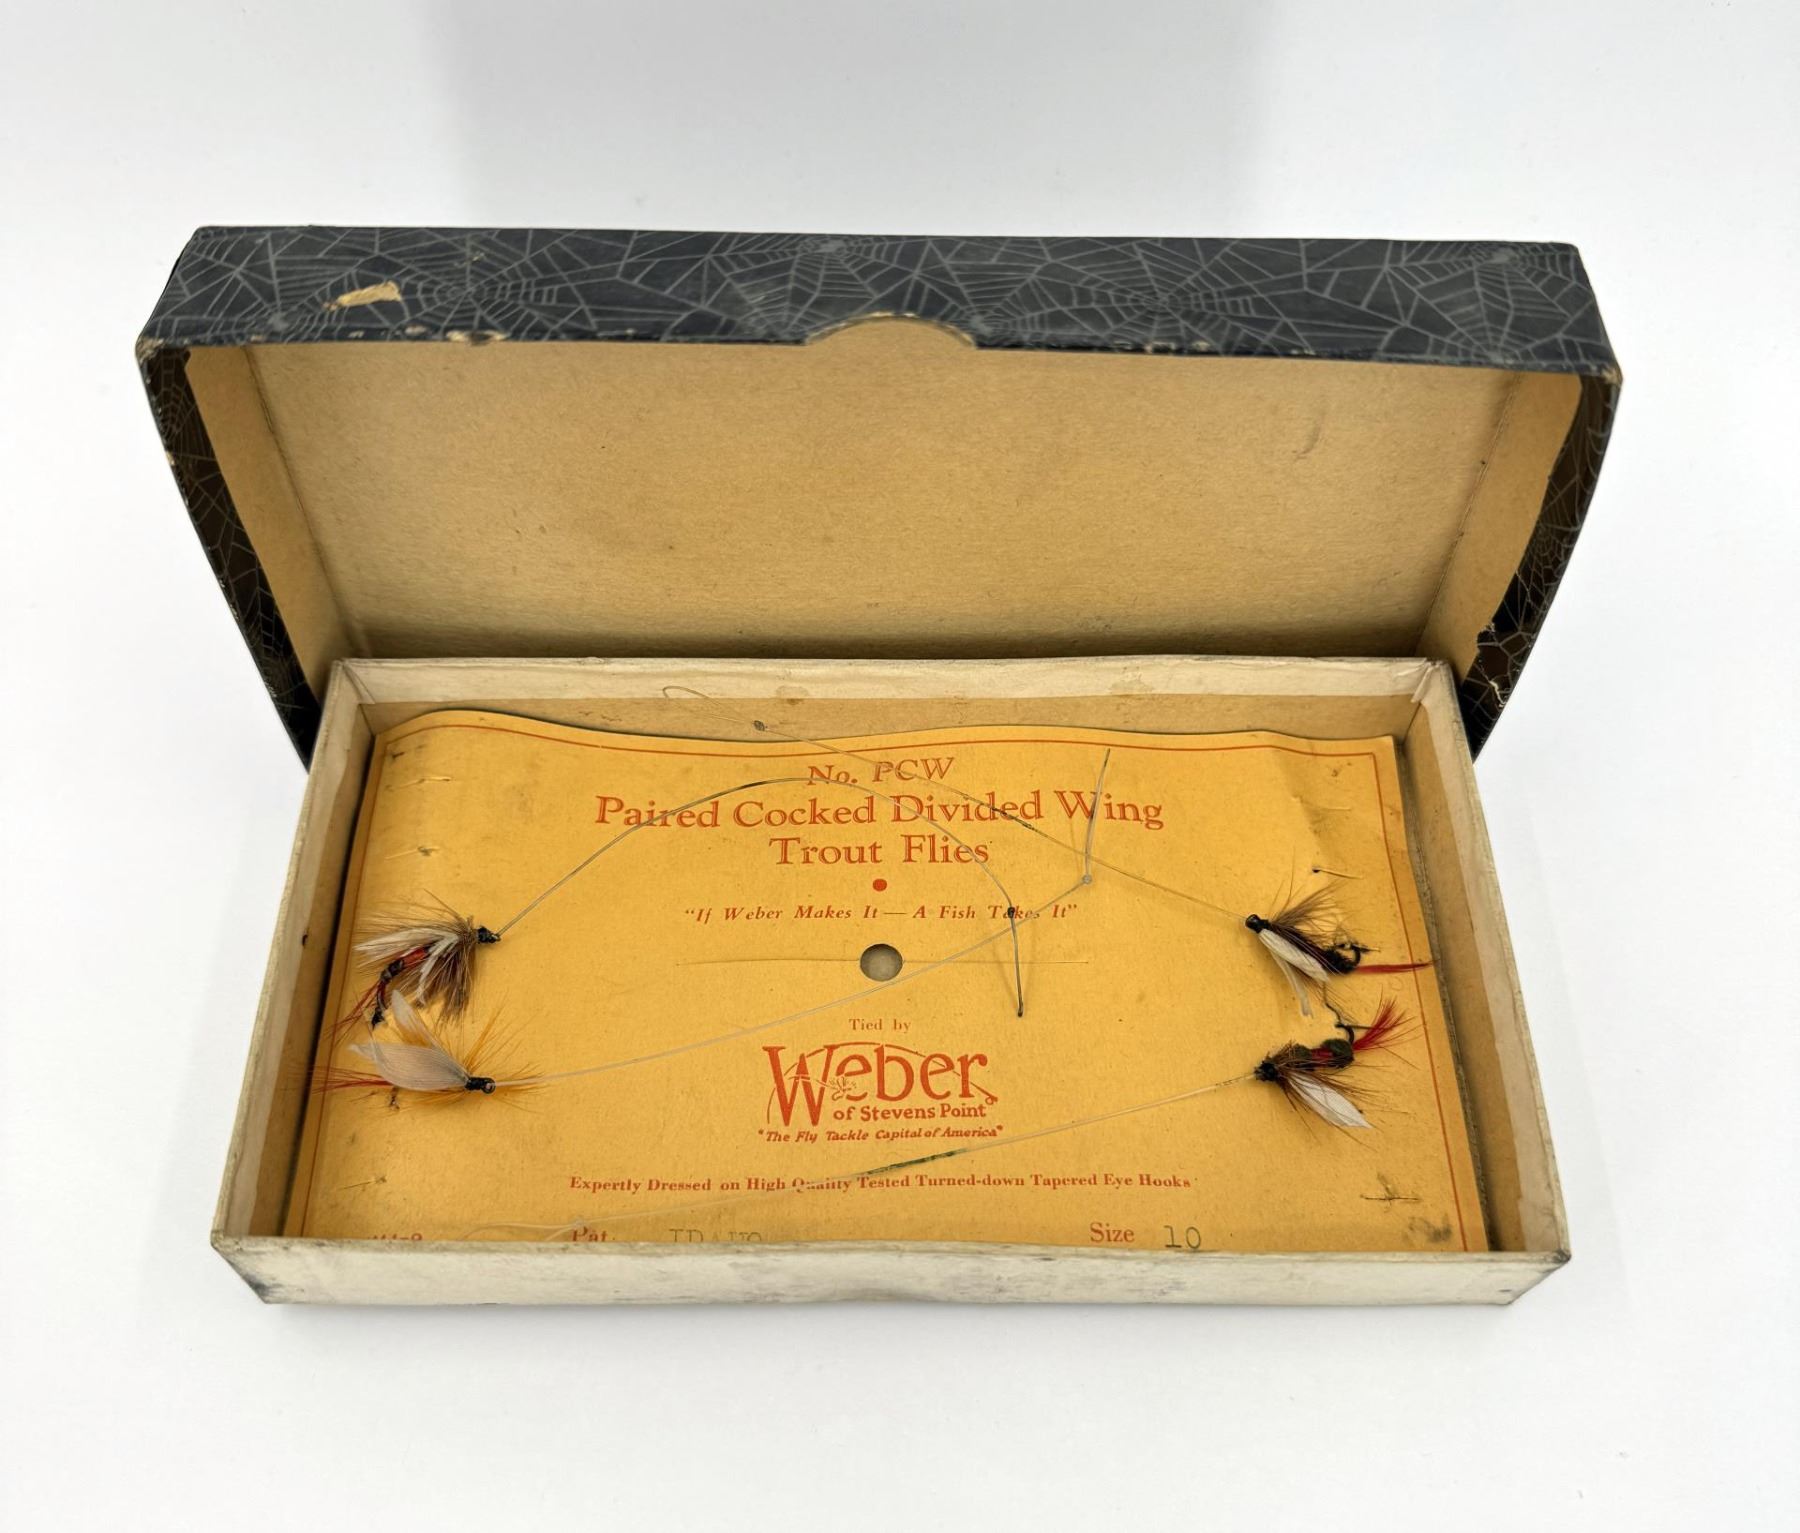 No. PCW
Paired Cocked Divided Wing
Trout Flies
"If Weber Makes It — A Fish Takes It"
Tied by
Weber
of Stevens Point
"The Fly Tackle Capital of America"
Expertly Dressed on High Quality Tested Turned-down Tapered Eye Hooks
Pat. IDAHO Size 10